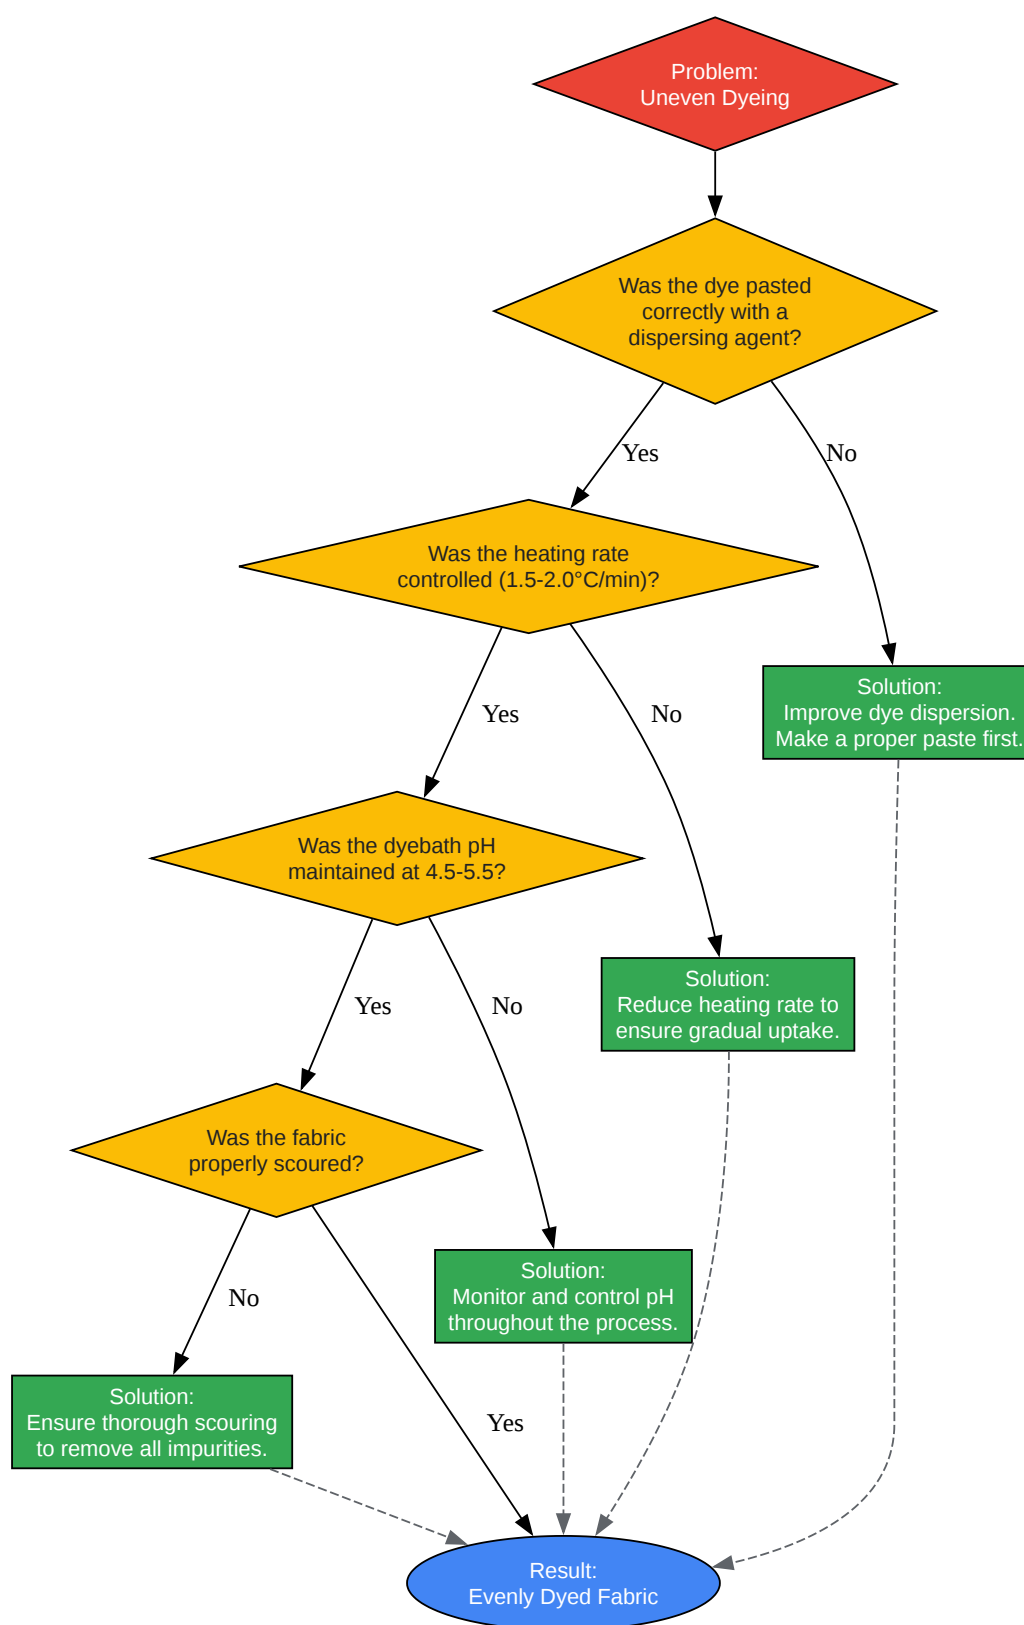 Problem:
Uneven Dyeing
Was the dye pasted
correctly with a
dispersing agent?
Yes
No
Was the heating rate
controlled (1.5-2.0°C/min)?
Solution:
Improve dye dispersion.
Make a proper paste first.
Yes
No
Was the dyebath pH
maintained at 4.5-5.5?
Solution:
Reduce heating rate to
ensure gradual uptake.
Yes
No
Was the fabric
properly scoured?
Solution:
Monitor and control pH
throughout the process.
No
Yes
Solution:
Ensure thorough scouring
to remove all impurities.
Result:
Evenly Dyed Fabric